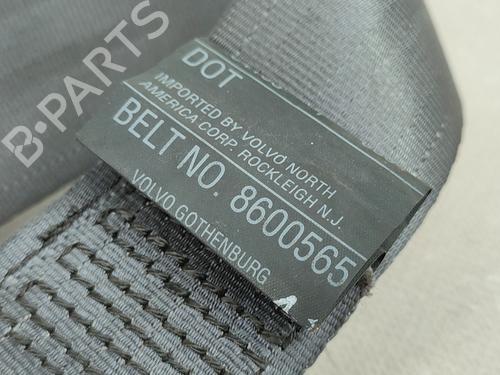 B-PARTS
DOT
IMPORTED BY VOLVO NORTH
AMERICA CORP. ROCKLEIGH N.J.
BELT NO. 8600565
VOLVO GOTHENBURG